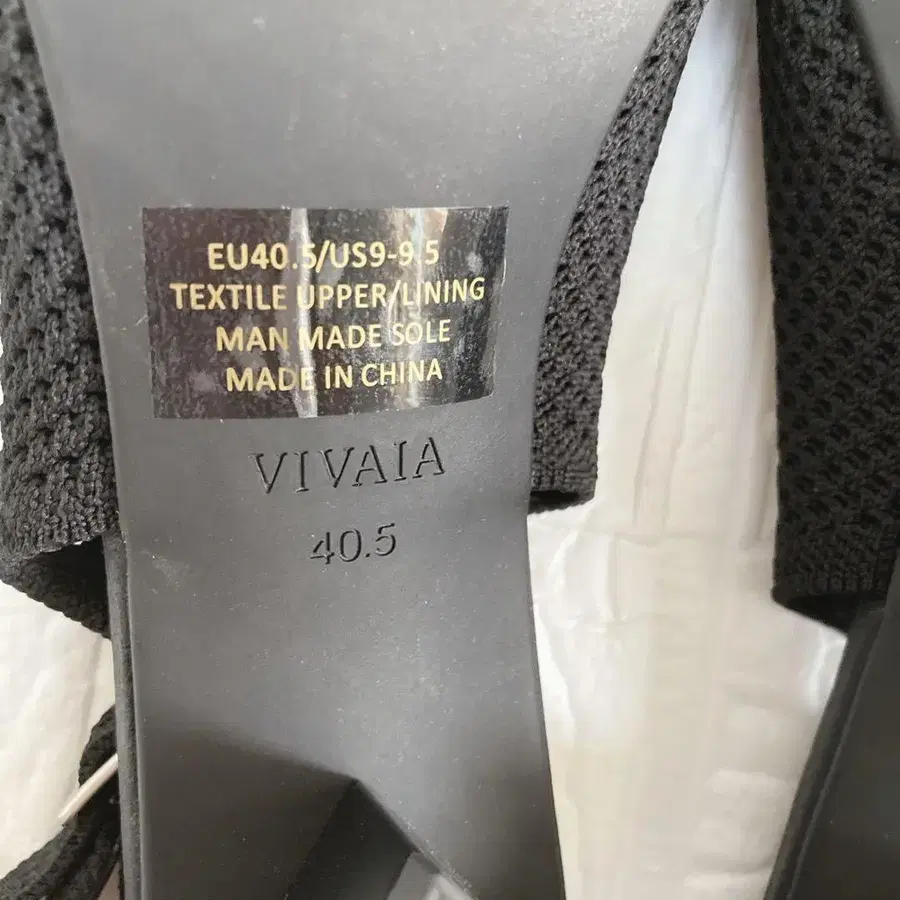 EU40.5/US9-9.5
TEXTILE UPPER/LINING
MAN MADE SOLE
MADE IN CHINA
VIVAIA
40.5